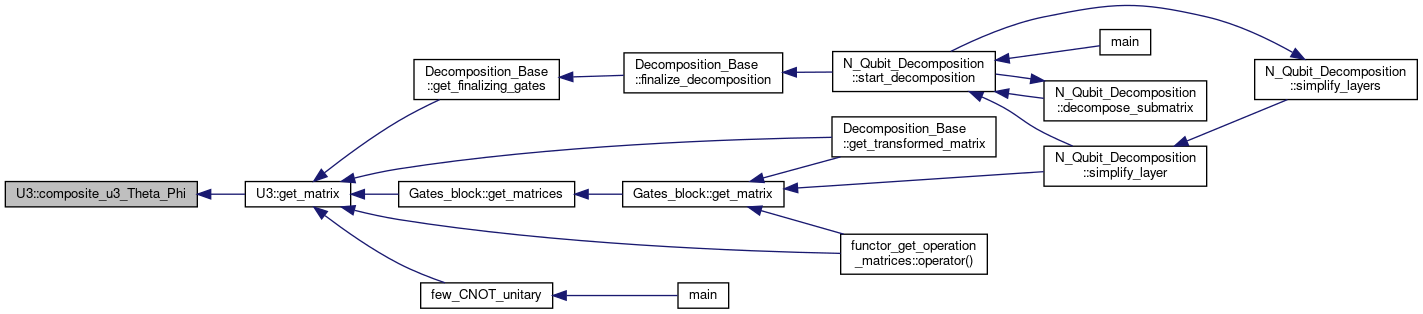 U3::composite_u3_Theta_Phi
U3::get_matrix
Decomposition_Base
::get_finalizing_gates
Decomposition_Base
::finalize_decomposition
N_Qubit_Decomposition
::start_decomposition
main
N_Qubit_Decomposition
::decompose_submatrix
N_Qubit_Decomposition
::simplify_layers
Decomposition_Base
::get_transformed_matrix
N_Qubit_Decomposition
::simplify_layer
Gates_block::get_matrices
Gates_block::get_matrix
functor_get_operation
_matrices::operator()
few_CNOT_unitary
main